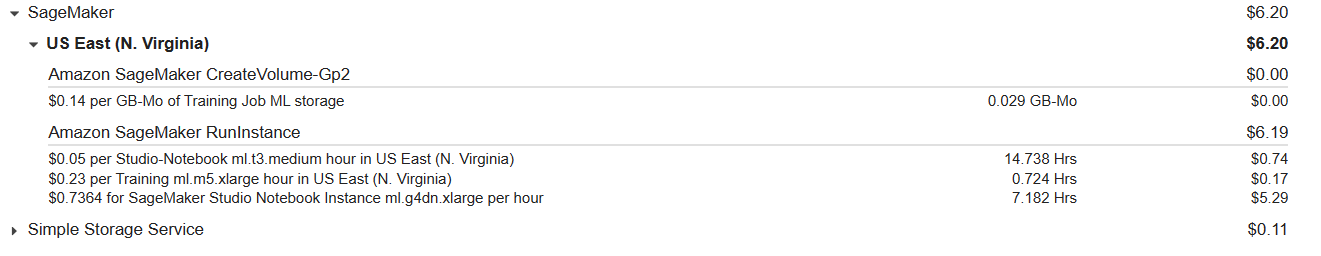 SageMaker $6.20
US East (N. Virginia) $6.20
Amazon SageMaker CreateVolume-Gp2 $0.00
$0.14 per GB-Mo of Training Job ML storage 0.029 GB-Mo $0.00
Amazon SageMaker RunInstance $6.19
$0.05 per Studio-Notebook ml.t3.medium hour in US East (N. Virginia) 14.738 Hrs $0.74
$0.23 per Training ml.m5.xlarge hour in US East (N. Virginia) 0.724 Hrs $0.17
$0.7364 for SageMaker Studio Notebook Instance ml.g4dn.xlarge per hour 7.182 Hrs $5.29
Simple Storage Service $0.11